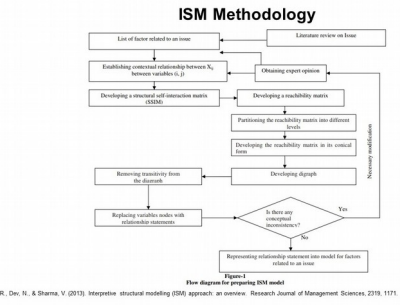 ISM Methodology
List of factor related to an issue
Literature review on Issue
Establishing contextual relationship between Xij
between variables (i, j)
Obtaining expert opinion
Developing a structural self-interaction matrix
(SSIM)
Developing a reachibility matrix
Partitioning the reachibility matrix into different
levels
Developing the reachibility matrix in its conical
form
Removing transitivity from
the diagraph
Developing digraph
Necessary modification
Replacing variables nodes with
relationship statements
Is there any
conceptual
inconsistency?
Yes
No
Representing relationship statement into model for factors
related to an issue
Figure-1
Flow diagram for preparing ISM model
R., Dev, N., & Sharma, V. (2013). Interpretive structural modelling (ISM) approach: an overview. Research Journal of Management Sciences, 2319, 1171.